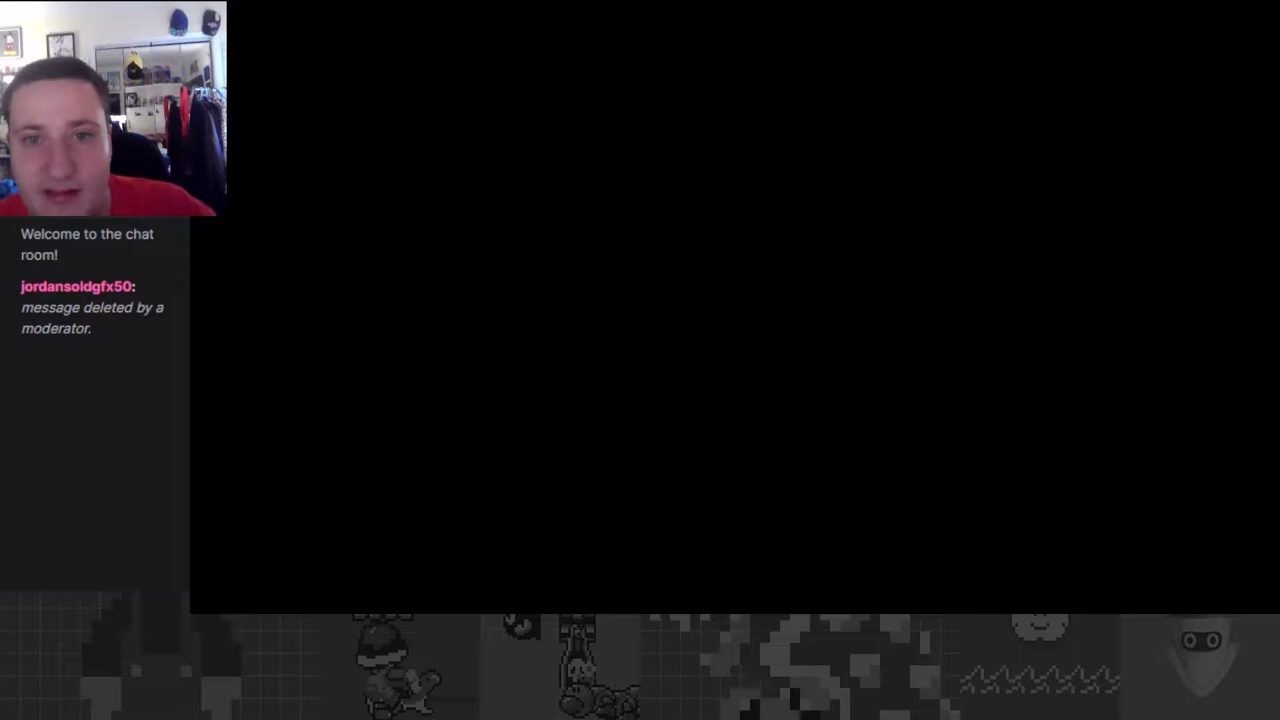 Welcome to the chat
room!
jordansoldgfx50:
message deleted by a
moderator.